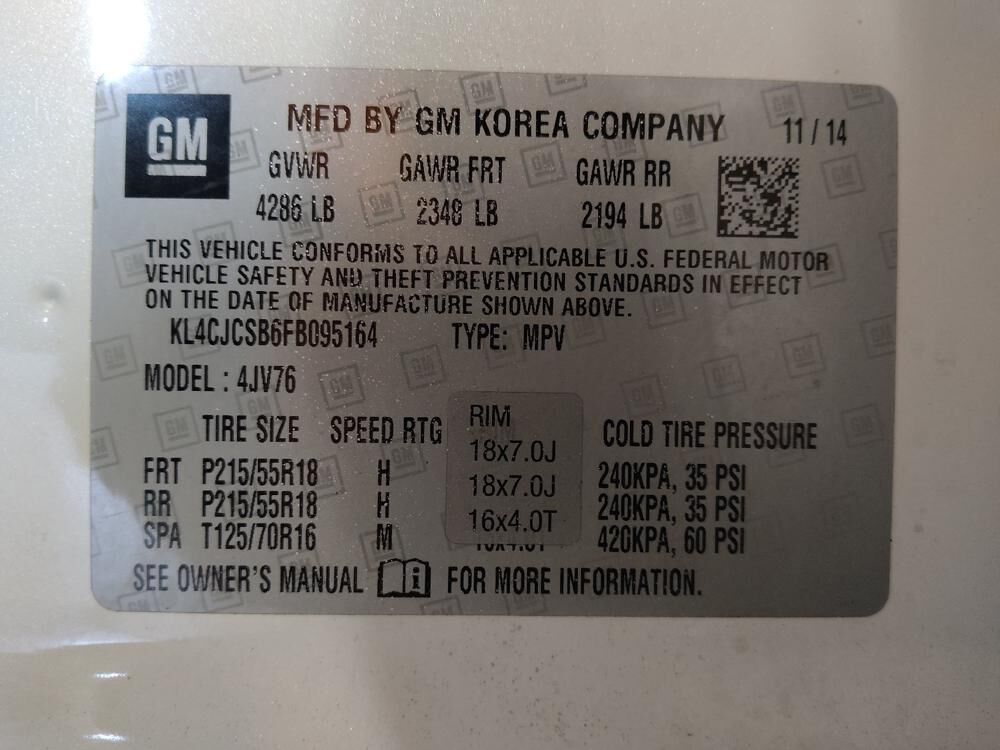 GM
MFD BY GM KOREA COMPANY 11 / 14
GVWR GAWR FRT GAWR RR
4286 LB 2348 LB 2194 LB
THIS VEHICLE CONFORMS TO ALL APPLICABLE U.S. FEDERAL MOTOR
VEHICLE SAFETY AND THEFT PREVENTION STANDARDS IN EFFECT
ON THE DATE OF MANUFACTURE SHOWN ABOVE.
KL4CJCSB6FB095164 TYPE: MPV
MODEL : 4JV76
TIRE SIZE SPEED RTG RIM COLD TIRE PRESSURE
FRT P215/55R18 H 18x7.0J 240KPA, 35 PSI
RR P215/55R18 H 18x7.0J 240KPA, 35 PSI
SPA T125/70R16 M 16x4.0T 420KPA, 60 PSI
SEE OWNER'S MANUAL i FOR MORE INFORMATION.